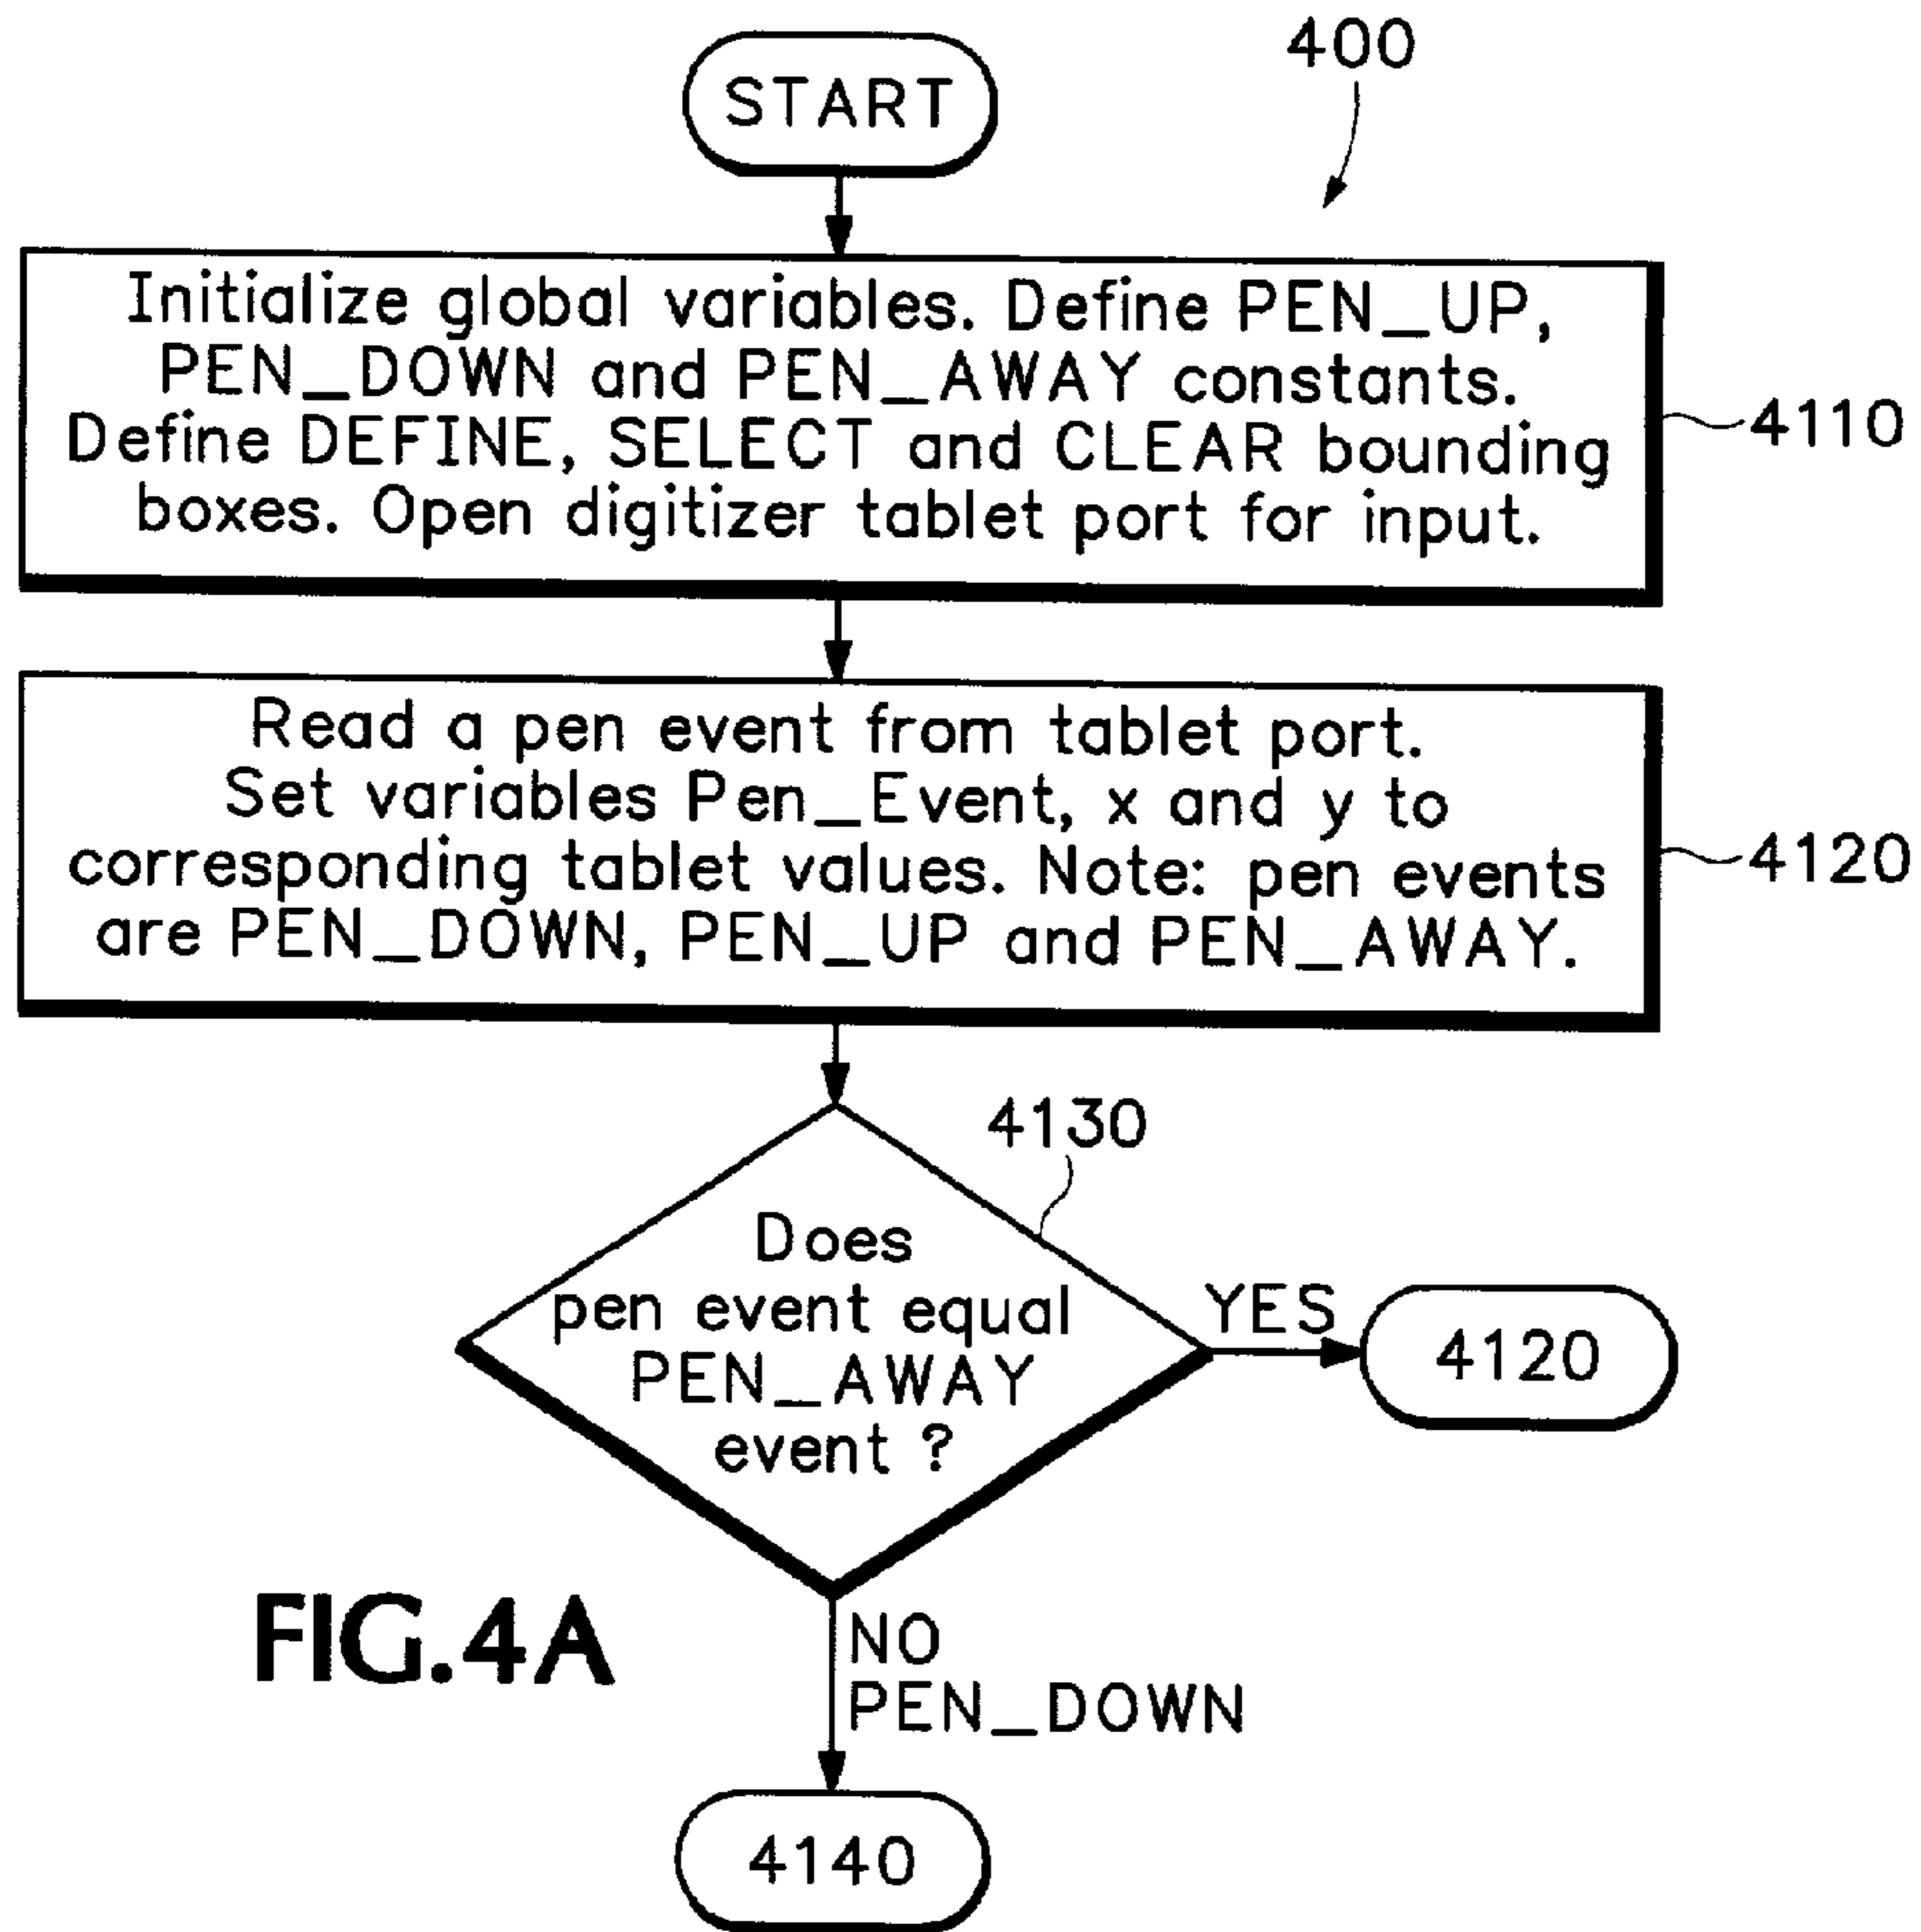 START
400
Initialize global variables. Define PEN_UP,
PEN_DOWN and PEN_AWAY constants.
Define DEFINE, SELECT and CLEAR bounding
boxes. Open digitizer tablet port for input.
4110
Read a pen event from tablet port.
Set variables Pen_Event, x and y to
corresponding tablet values. Note: pen events
are PEN_DOWN, PEN_UP and PEN_AWAY.
4120
4130
Does
pen event equal
PEN_AWAY
event ?
YES
4120
FIG.4A
NO
PEN_DOWN
4140